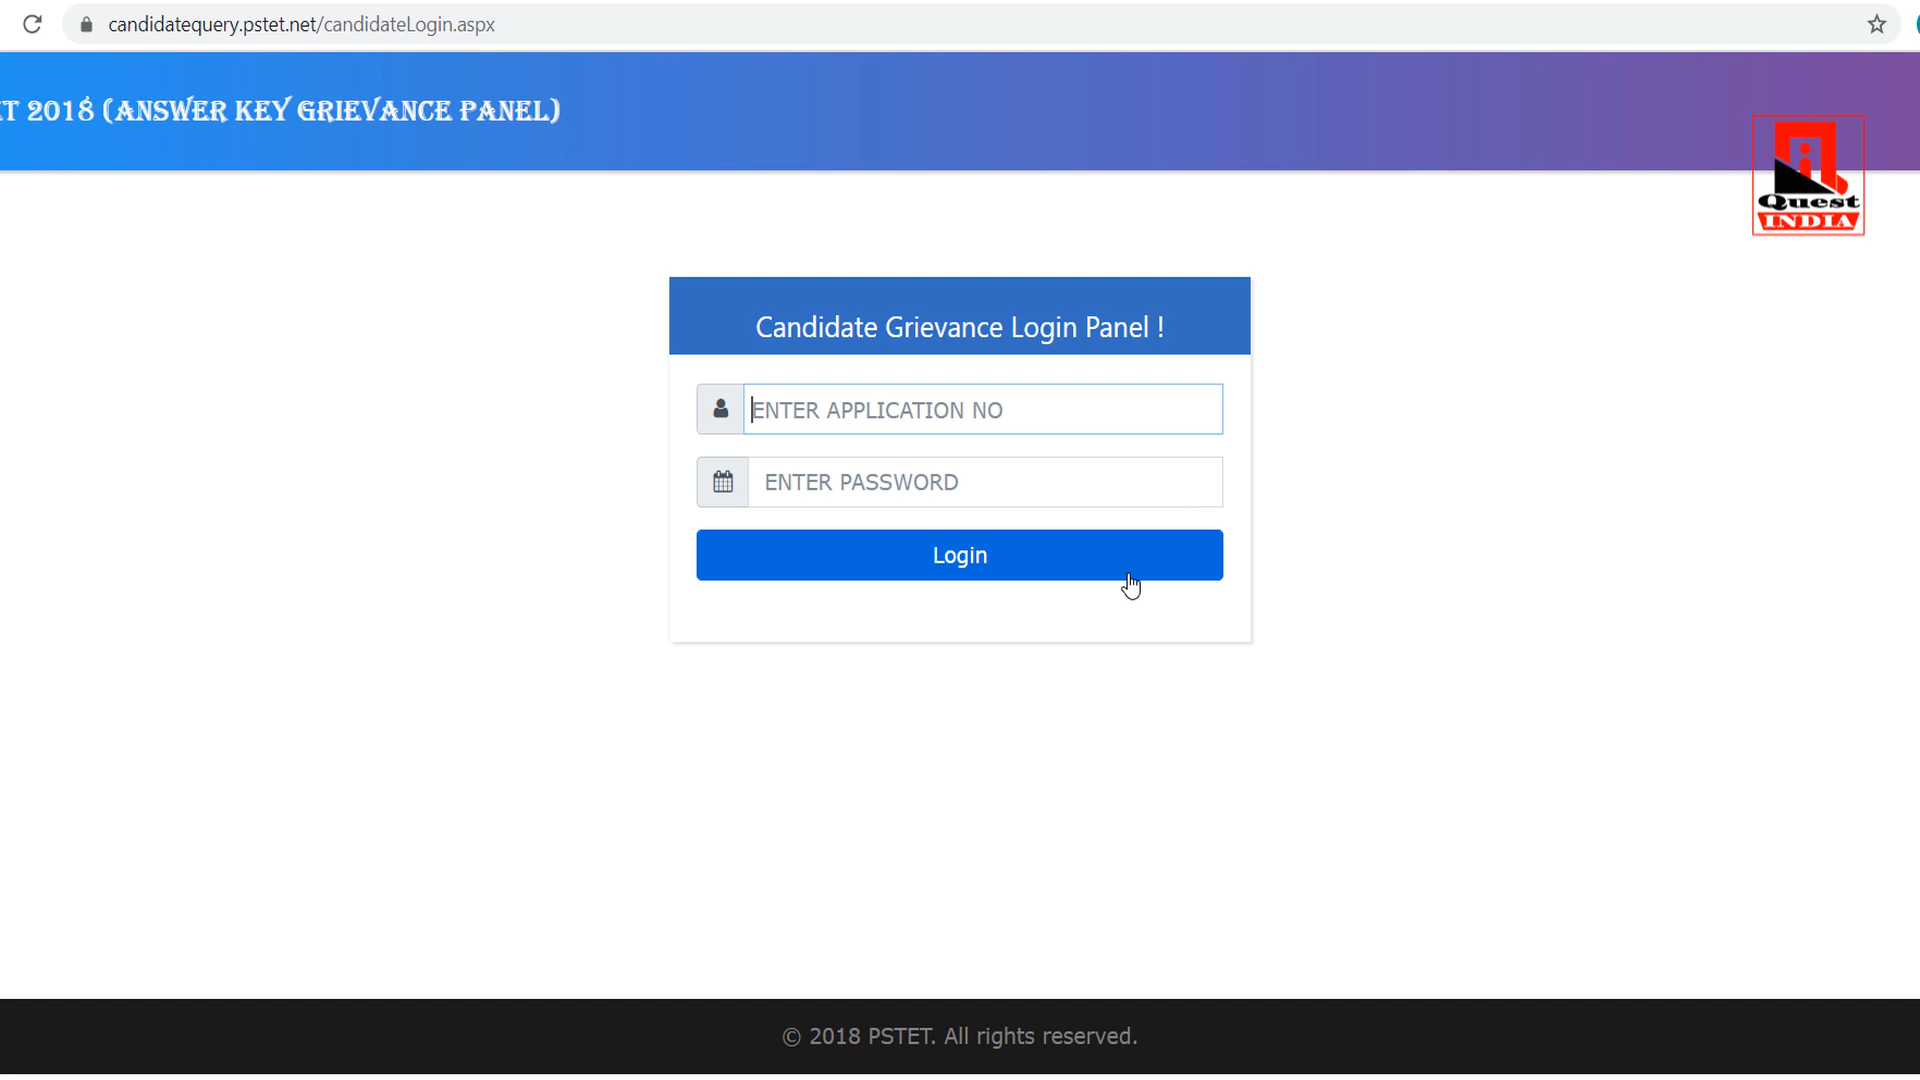 candidatequery.pstet.net/candidateLogin.aspx
ET 2018 (ANSWER KEY GRIEVANCE PANEL)
Quest
INDIA
Candidate Grievance Login Panel !
ENTER APPLICATION NO
ENTER PASSWORD
Login
© 2018 PSTET. All rights reserved.